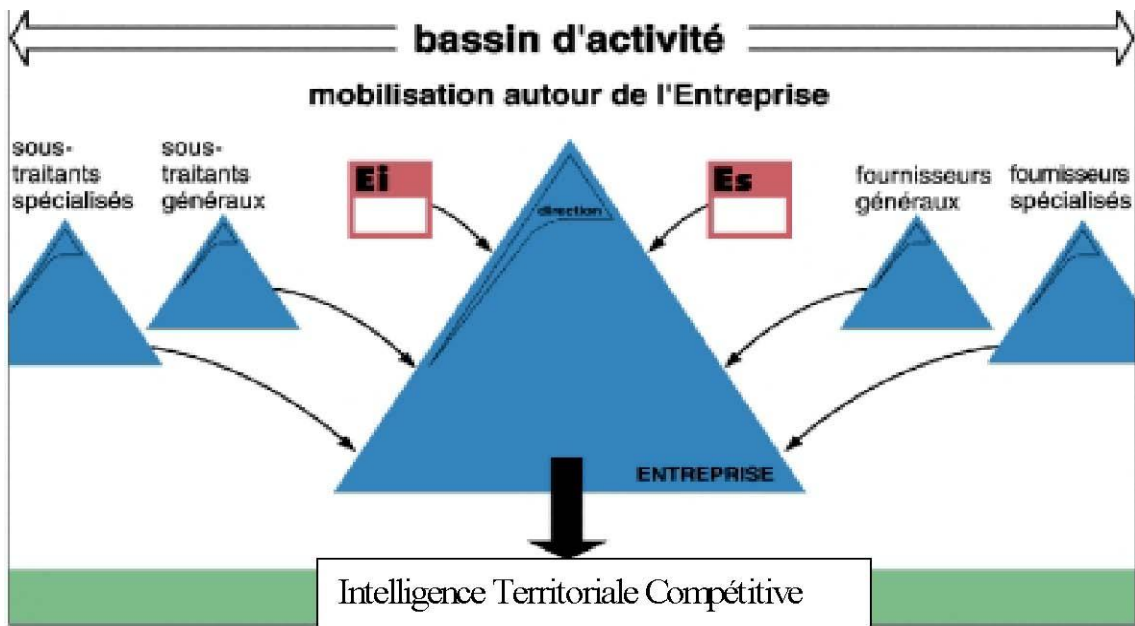 bassin d'activité
mobilisation autour de l'Entreprise
sous-
traitants
spécialisés
sous-
traitants
généraux
Ei
direction
Es
fournisseurs
généraux
fournisseurs
spécialisés
ENTREPRISE
Intelligence Territoriale Compétitive